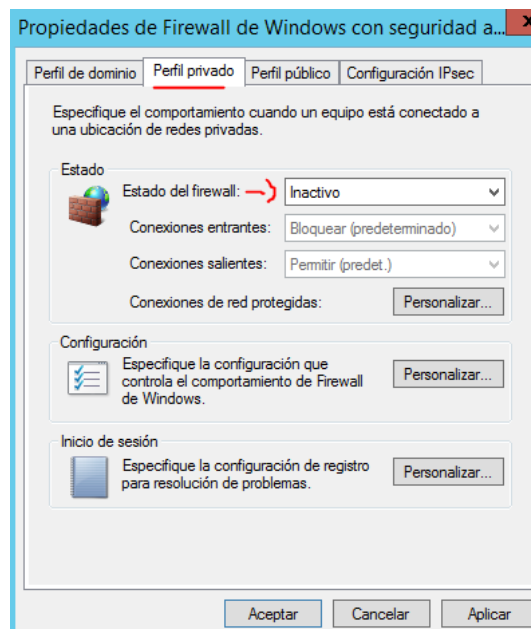 Propiedades de Firewall de Windows con seguridad a...
Perfil de dominio Perfil privado Perfil público Configuración IPsec
Especifique el comportamiento cuando un equipo está conectado a
una ubicación de redes privadas.
Estado
Estado del firewall: Inactivo
Conexiones entrantes: Bloquear (predeterminado)
Conexiones salientes: Permitir (predet.)
Conexiones de red protegidas: Personalizar...
Configuración
Especifique la configuración que
controla el comportamiento de Firewall
de Windows.
Personalizar...
Inicio de sesión
Especifique la configuración de registro
para resolución de problemas.
Personalizar...
Aceptar Cancelar Aplicar